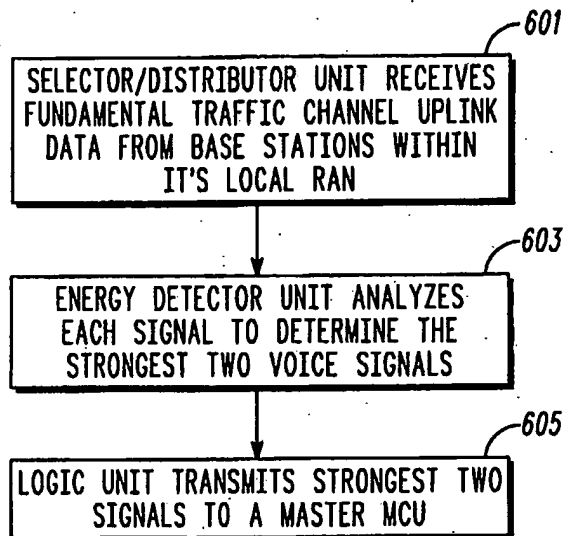 601
SELECTOR/DISTRIBUTOR UNIT RECEIVES
FUNDAMENTAL TRAFFIC CHANNEL UPLINK
DATA FROM BASE STATIONS WITHIN
IT'S LOCAL RAN
603
ENERGY DETECTOR UNIT ANALYZES
EACH SIGNAL TO DETERMINE THE
STRONGEST TWO VOICE SIGNALS
605
LOGIC UNIT TRANSMITS STRONGEST TWO
SIGNALS TO A MASTER MCU